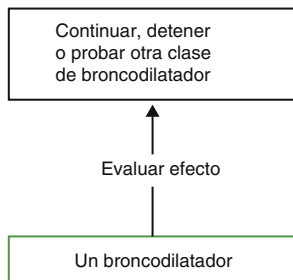 Continuar, detener
o probar otra clase
de broncodilatador
Evaluar efecto
Un broncodilatador